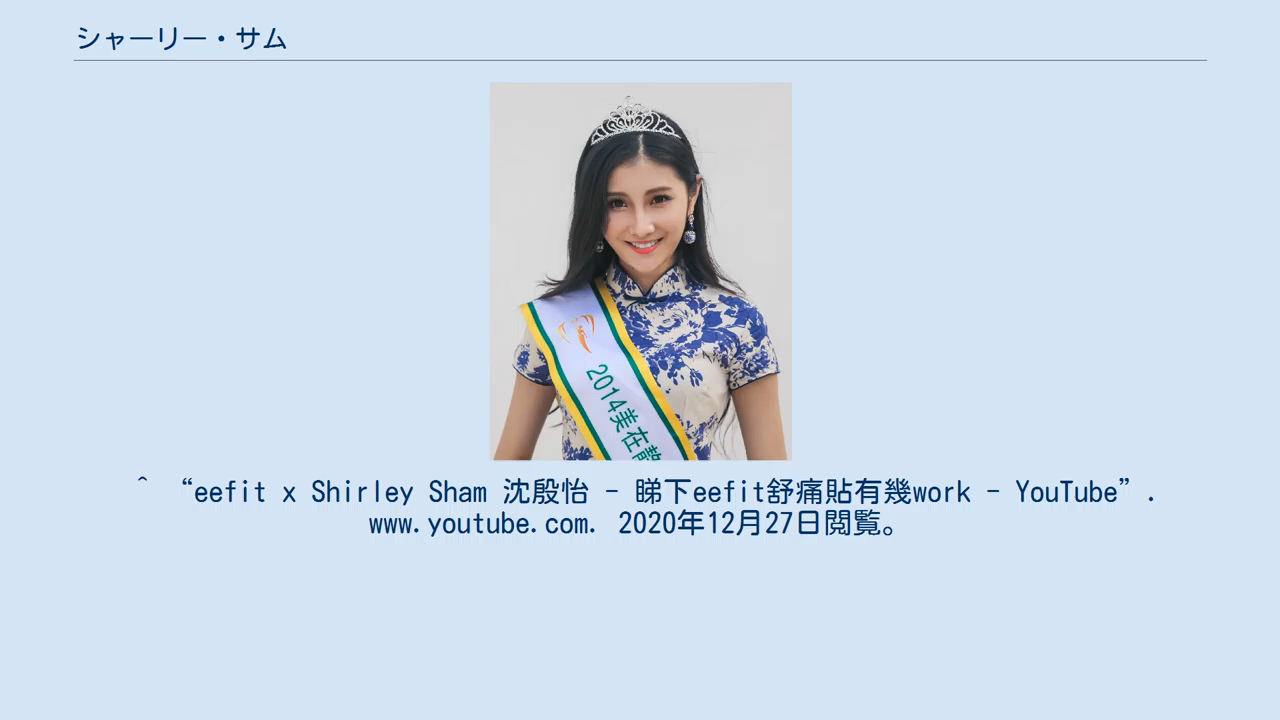 シャーリー・サム
2014美在
^ “eefit x Shirley Sham 沈殷怡 - 睇下eefit舒痛貼有幾work - YouTube”.
www.youtube.com. 2020年12月27日閲覧。